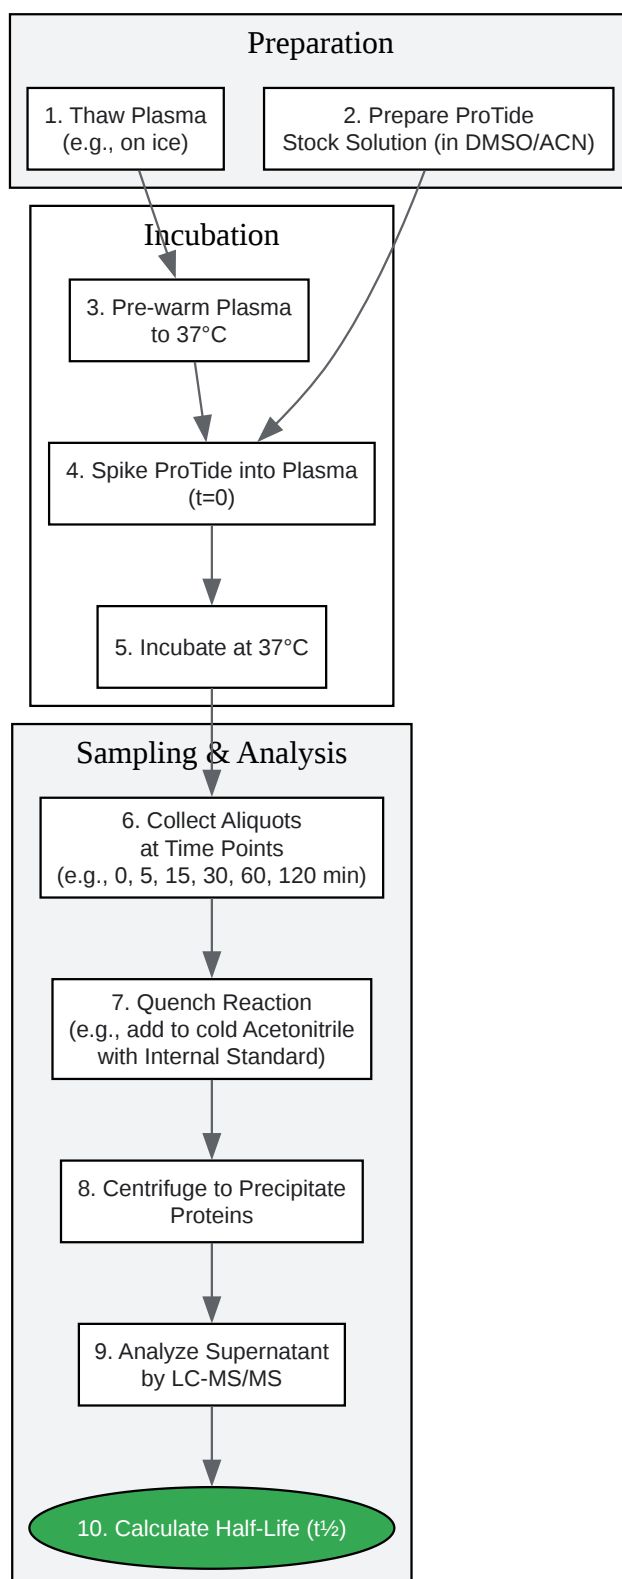 Preparation
1. Thaw Plasma
(e.g., on ice)
2. Prepare ProTide
Stock Solution (in DMSO/ACN)
Incubation
3. Pre-warm Plasma
to 37°C
4. Spike ProTide into Plasma
(t=0)
5. Incubate at 37°C
Sampling & Analysis
6. Collect Aliquots
at Time Points
(e.g., 0, 5, 15, 30, 60, 120 min)
7. Quench Reaction
(e.g., add to cold Acetonitrile
with Internal Standard)
8. Centrifuge to Precipitate
Proteins
9. Analyze Supernatant
by LC-MS/MS
10. Calculate Half-Life (t½)